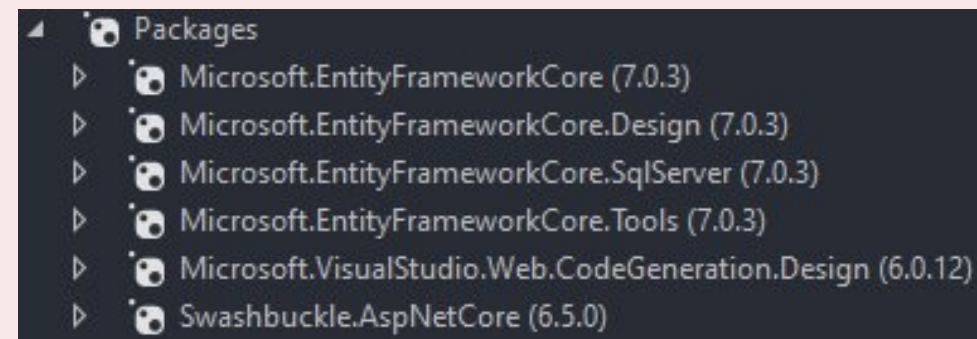 Packages
Microsoft.EntityFrameworkCore (7.0.3)
Microsoft.EntityFrameworkCore.Design (7.0.3)
Microsoft.EntityFrameworkCore.SqlServer (7.0.3)
Microsoft.EntityFrameworkCore.Tools (7.0.3)
Microsoft.VisualStudio.Web.CodeGeneration.Design (6.0.12)
Swashbuckle.AspNetCore (6.5.0)